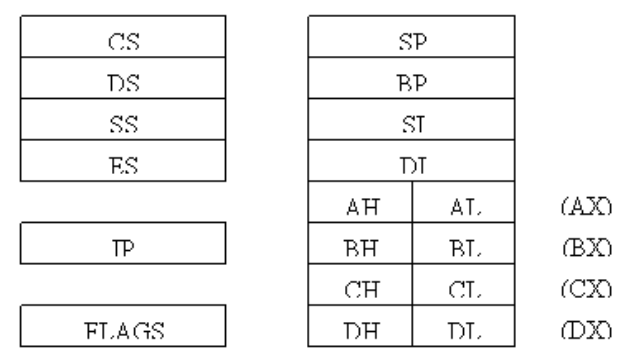 CS SP
DS BP
SS SI
ES DI
AH AL (AX)
IP BH BL (BX)
CH CL (CX)
FLAGS DH DL (DX)